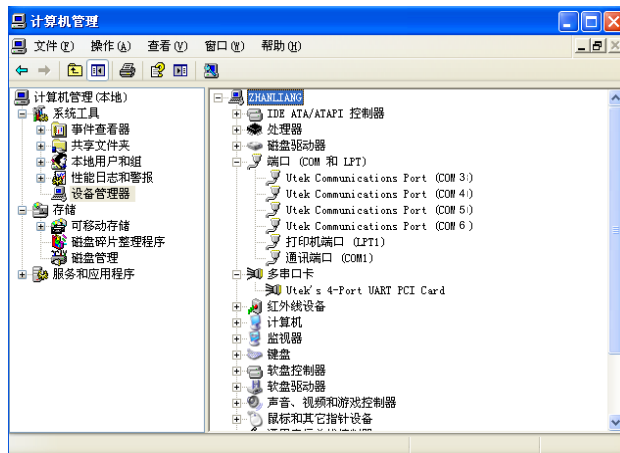 计算机管理
文件(F) 操作(A) 查看(V) 窗口(W) 帮助(H)
计算机管理(本地)
系统工具
事件查看器
共享文件夹
本地用户和组
性能日志和警报
设备管理器
存储
可移动存储
磁盘碎片整理程序
磁盘管理
服务和应用程序
ZHANLIANG
IDE ATA/ATAPI 控制器
处理器
磁盘驱动器
端口 (COM 和 LPT)
Utek Communications Port (COM 3)
Utek Communications Port (COM 4)
Utek Communications Port (COM 5)
Utek Communications Port (COM 6)
打印机端口 (LPT1)
通讯端口 (COM1)
多串口卡
Utek's 4-Port UART PCI Card
红外线设备
计算机
监视器
键盘
软盘控制器
软盘驱动器
声音、视频和游戏控制器
鼠标和其它指针设备